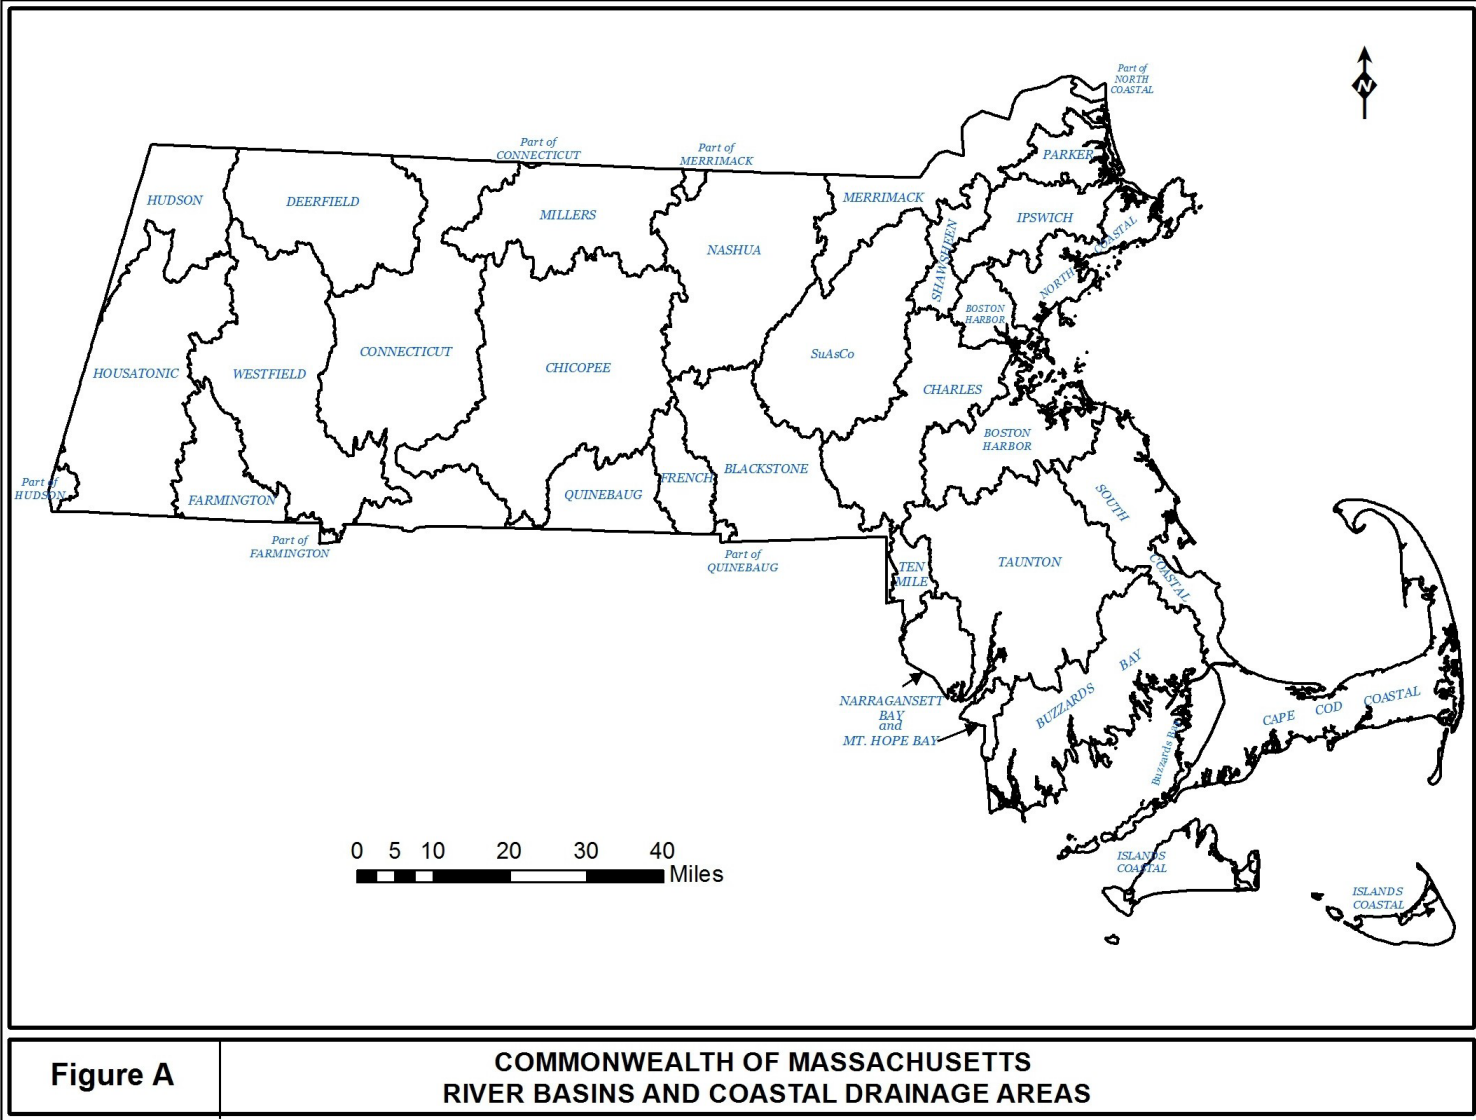 Part of
NORTH
COASTAL
N
Part of
CONNECTICUT
Part of
MERRIMACK
PARKER
HUDSON
DEERFIELD
MILLERS
MERRIMACK
IPSWICH
NASHUA
SHAWSHEEN
NORTH COASTAL
BOSTON
HARBOR
HOUSATONIC
WESTFIELD
CONNECTICUT
CHICOPEE
SuAsCo
CHARLES
BOSTON
HARBOR
Part of
HUDSON
FARMINGTON
QUINEBAUG
FRENCH
BLACKSTONE
SOUTH
COASTAL
Part of
FARMINGTON
Part of
QUINEBAUG
TEN
MILE
TAUNTON
NARRAGANSETT
BAY
and
MT. HOPE BAY
BUZZARDS BAY
Buzzards Bay
CAPE COD COASTAL
ISLANDS
COASTAL
ISLANDS
COASTAL
0 5 10 20 30 40
Miles
Figure A
COMMONWEALTH OF MASSACHUSETTS
RIVER BASINS AND COASTAL DRAINAGE AREAS